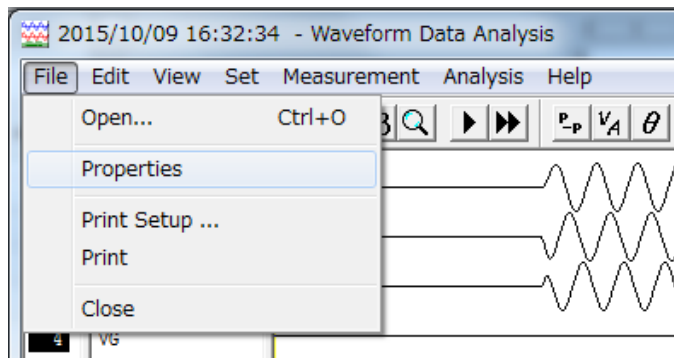 2015/10/09 16:32:34 - Waveform Data Analysis
File Edit View Set Measurement Analysis Help
Open... Ctrl+O
P-P VA θ
Properties
Print Setup ...
Print
Close
4 VG